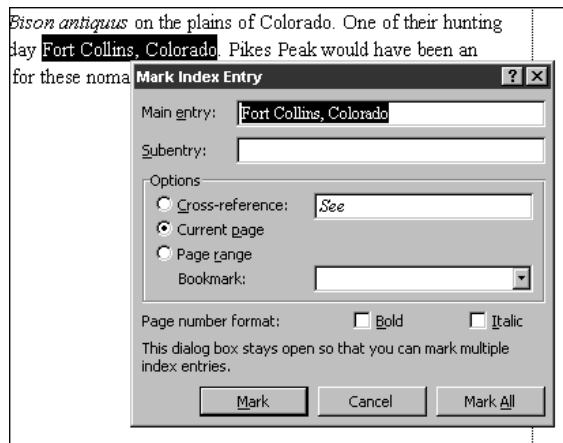 Bison antiquus on the plains of Colorado. One of their hunting
day Fort Collins, Colorado. Pikes Peak would have been an
for these noma
Mark Index Entry
Main entry: Fort Collins, Colorado
Subentry:
Options
Cross-reference: See
Current page
Page range
Bookmark:
Page number format: Bold Italic
This dialog box stays open so that you can mark multiple
index entries.
Mark Cancel Mark All